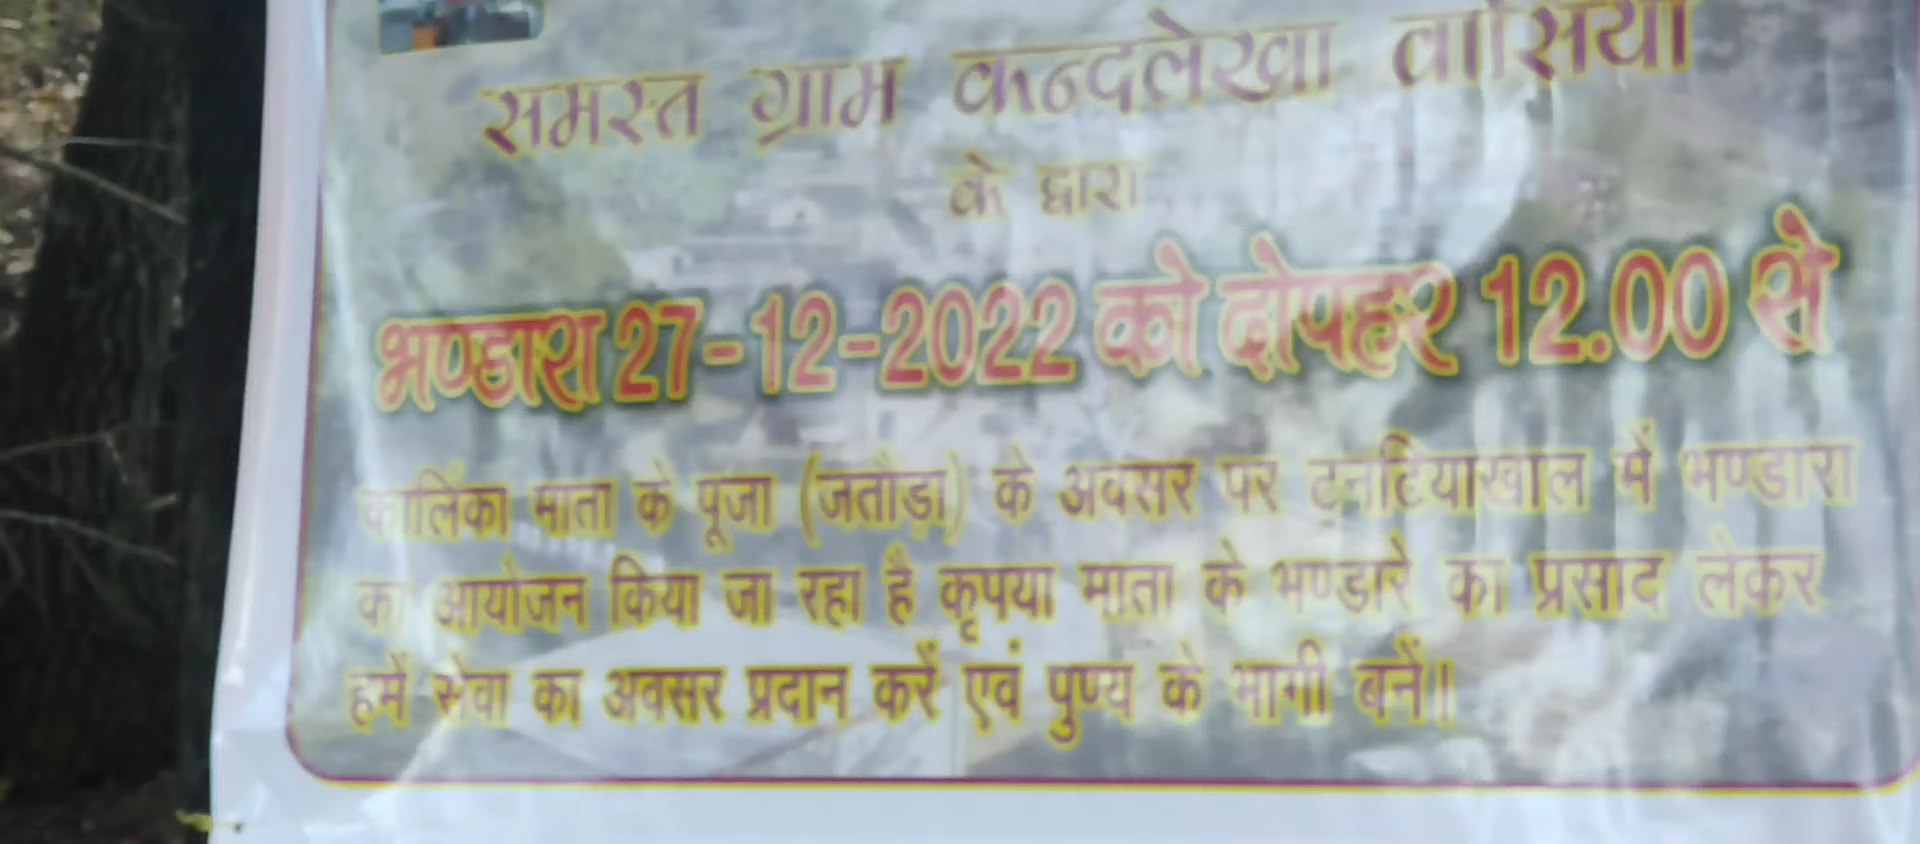 समस्त ग्राम कन्दलेखा वासियों
के द्वारा
भण्डारा 27-12-2022 को दोपहर 12.00 से
कालिंका माता के पूजा (जतौड़ा) के अवसर पर टनटियाखाल में भण्डारा
का आयोजन किया जा रहा है कृपया माता के भण्डारे का प्रसाद लेकर
हमें सेवा का अवसर प्रदान करें एवं पुण्य के भागी बनें।